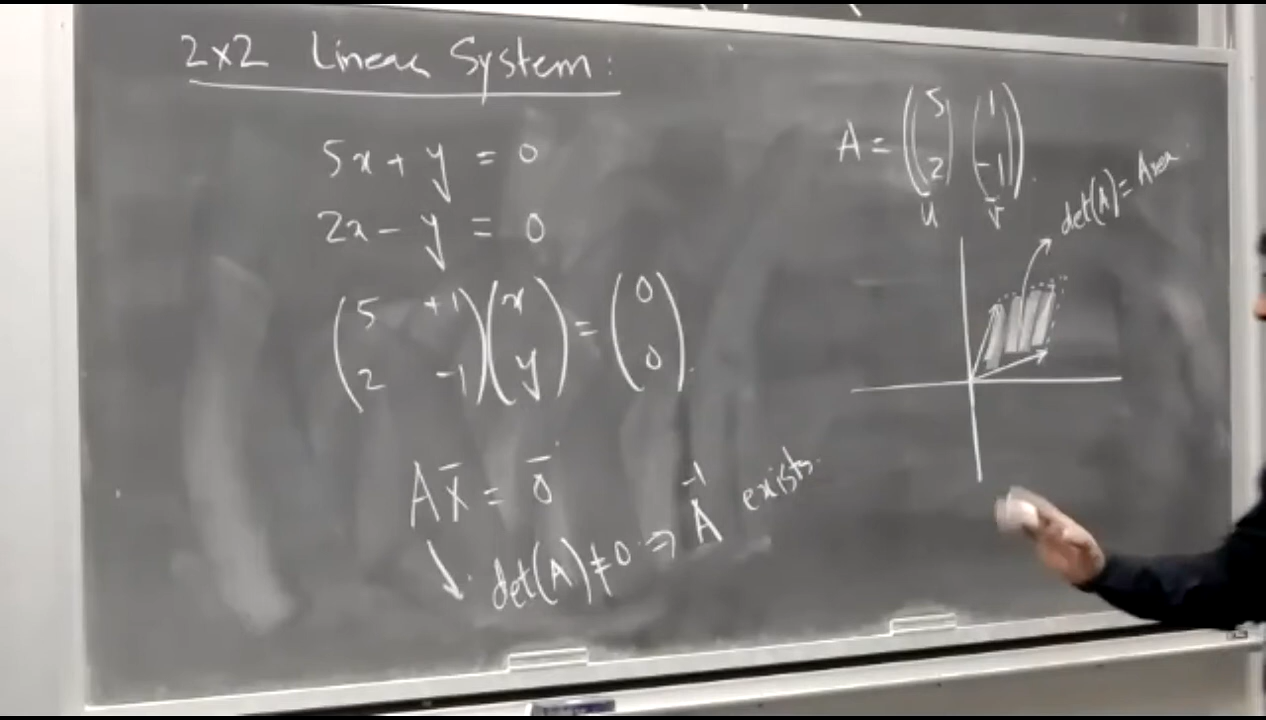 2x2 Linear System:
5x + y = 0
2x - y = 0
(5 +1) (x) = (0)
(2 -1) (y) (0).
Ax̄ = 0̄
↓. det(A) ≠ 0 ⇒ A⁻¹ exists.
A = ((5) (1))
((2) (-1)).
ū v̄
det(A) = Area.